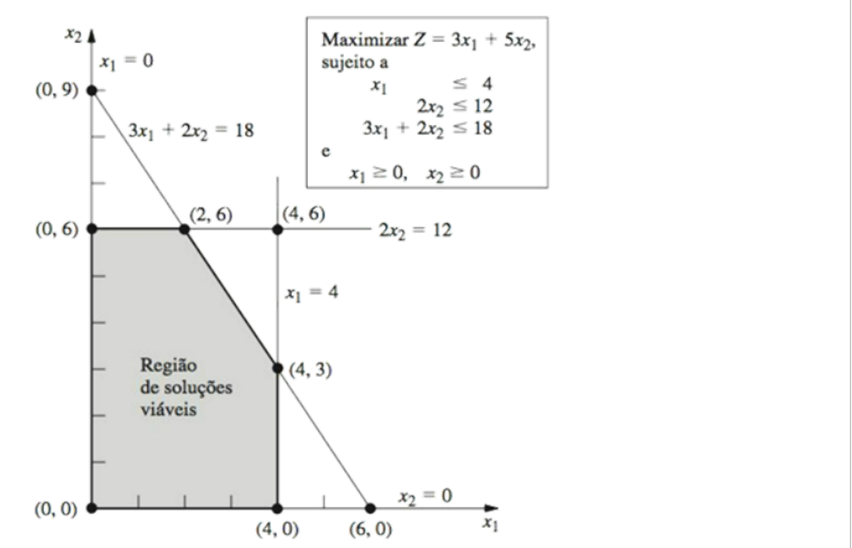 x₂
x₁ = 0
(0, 9)
3x₁ + 2x₂ = 18
Maximizar Z = 3x₁ + 5x₂,
sujeito a
x₁ ≤ 4
2x₂ ≤ 12
3x₁ + 2x₂ ≤ 18
e
x₁ ≥ 0, x₂ ≥ 0
(0, 6)
(2, 6)
(4, 6)
2x₂ = 12
x₁ = 4
Região
de soluções
viáveis
(4, 3)
(0, 0)
x₂ = 0
(4, 0)
(6, 0)
x₁